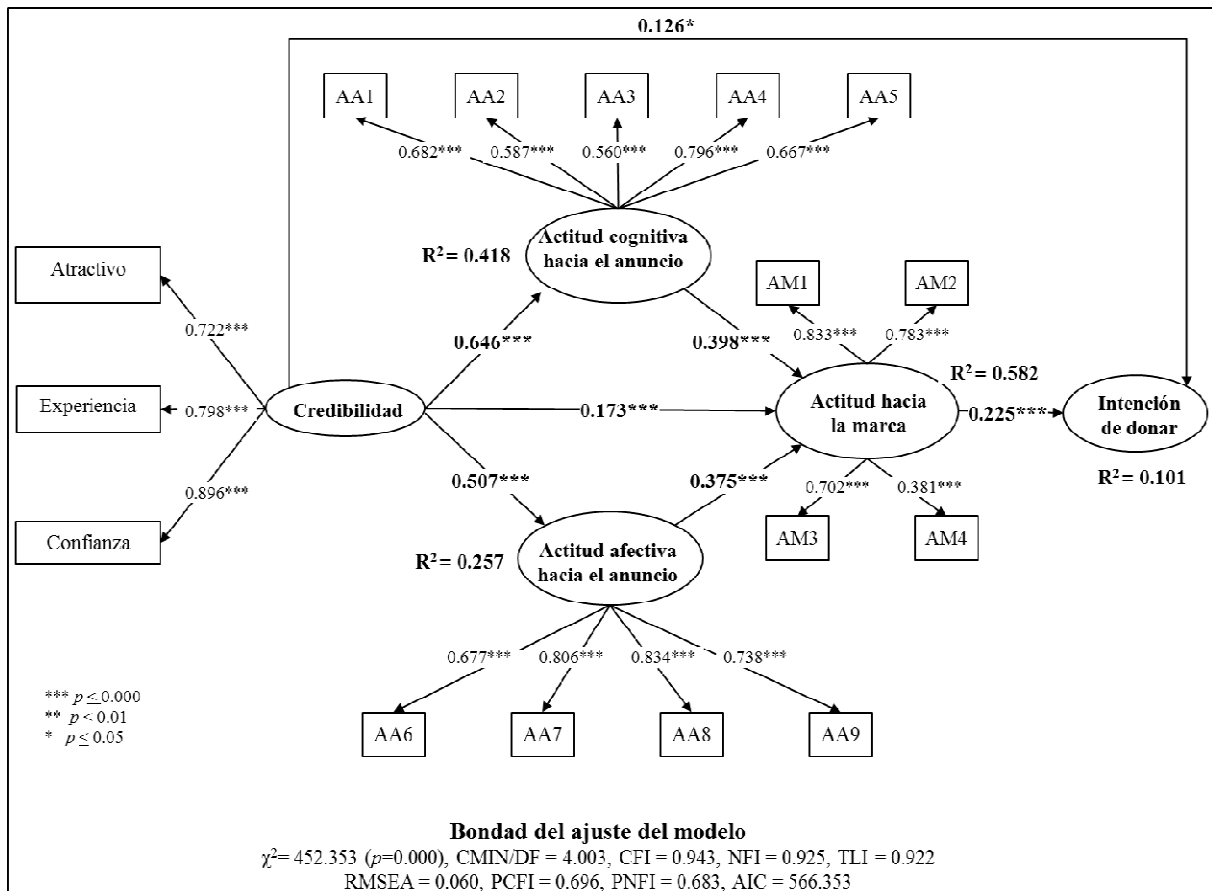 0.126*
AA1
AA2
AA3
AA4
AA5
0.682***
0.587***
0.560***
0.796***
0.667***
Actitud cognitiva
hacia el anuncio
R² = 0.418
Atractivo
Experiencia
Confianza
0.722***
0.798***
0.896***
Credibilidad
0.646***
0.398***
0.173***
0.507***
0.375***
AM1
AM2
0.833***
0.783***
R² = 0.582
Actitud hacia
la marca
0.225***
Intención
de donar
R² = 0.101
0.702***
0.381***
AM3
AM4
Actitud afectiva
hacia el anuncio
R² = 0.257
0.677***
0.806***
0.834***
0.738***
AA6
AA7
AA8
AA9
*** p ≤ 0.000
** p < 0.01
* p ≤ 0.05
Bondad del ajuste del modelo
χ²= 452.353 (p=0.000), CMIN/DF = 4.003, CFI = 0.943, NFI = 0.925, TLI = 0.922
RMSEA = 0.060, PCFI = 0.696, PNFI = 0.683, AIC = 566.353